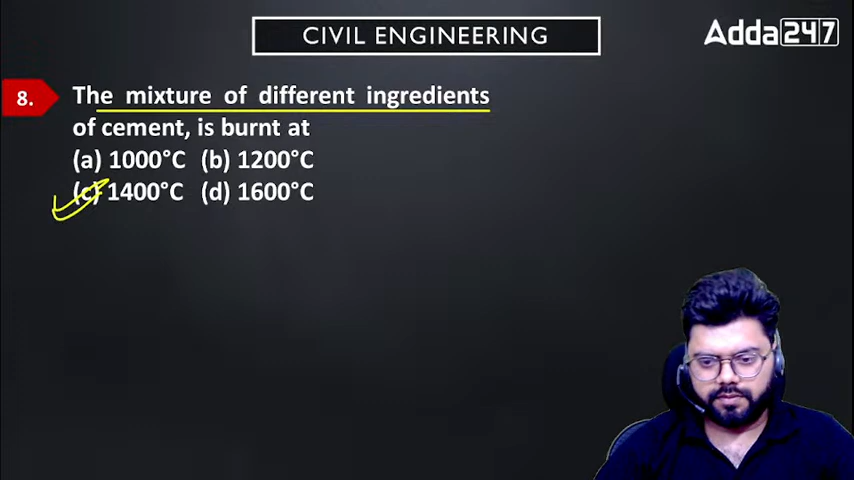 CIVIL ENGINEERING
Adda247
8.
The mixture of different ingredients
of cement, is burnt at
(a) 1000°C (b) 1200°C
(c) 1400°C (d) 1600°C